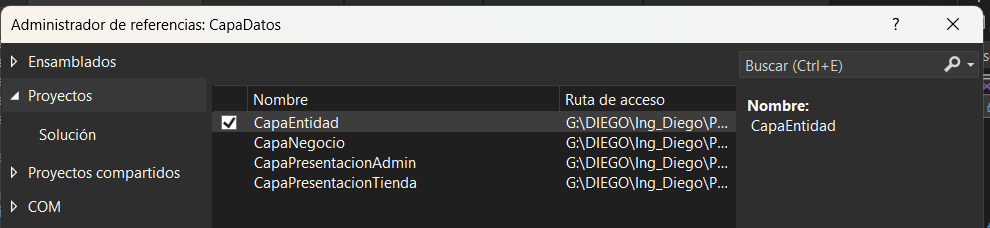 Administrador de referencias: CapaDatos
?
Ensamblados
Proyectos
Solución
Proyectos compartidos
COM
Nombre
Ruta de acceso
CapaEntidad
G:\DIEGO\Ing_Diego\P...
CapaNegocio
G:\DIEGO\Ing_Diego\P...
CapaPresentacionAdmin
G:\DIEGO\Ing_Diego\P...
CapaPresentacionTienda
G:\DIEGO\Ing_Diego\P...
Buscar (Ctrl+E)
Nombre:
CapaEntidad